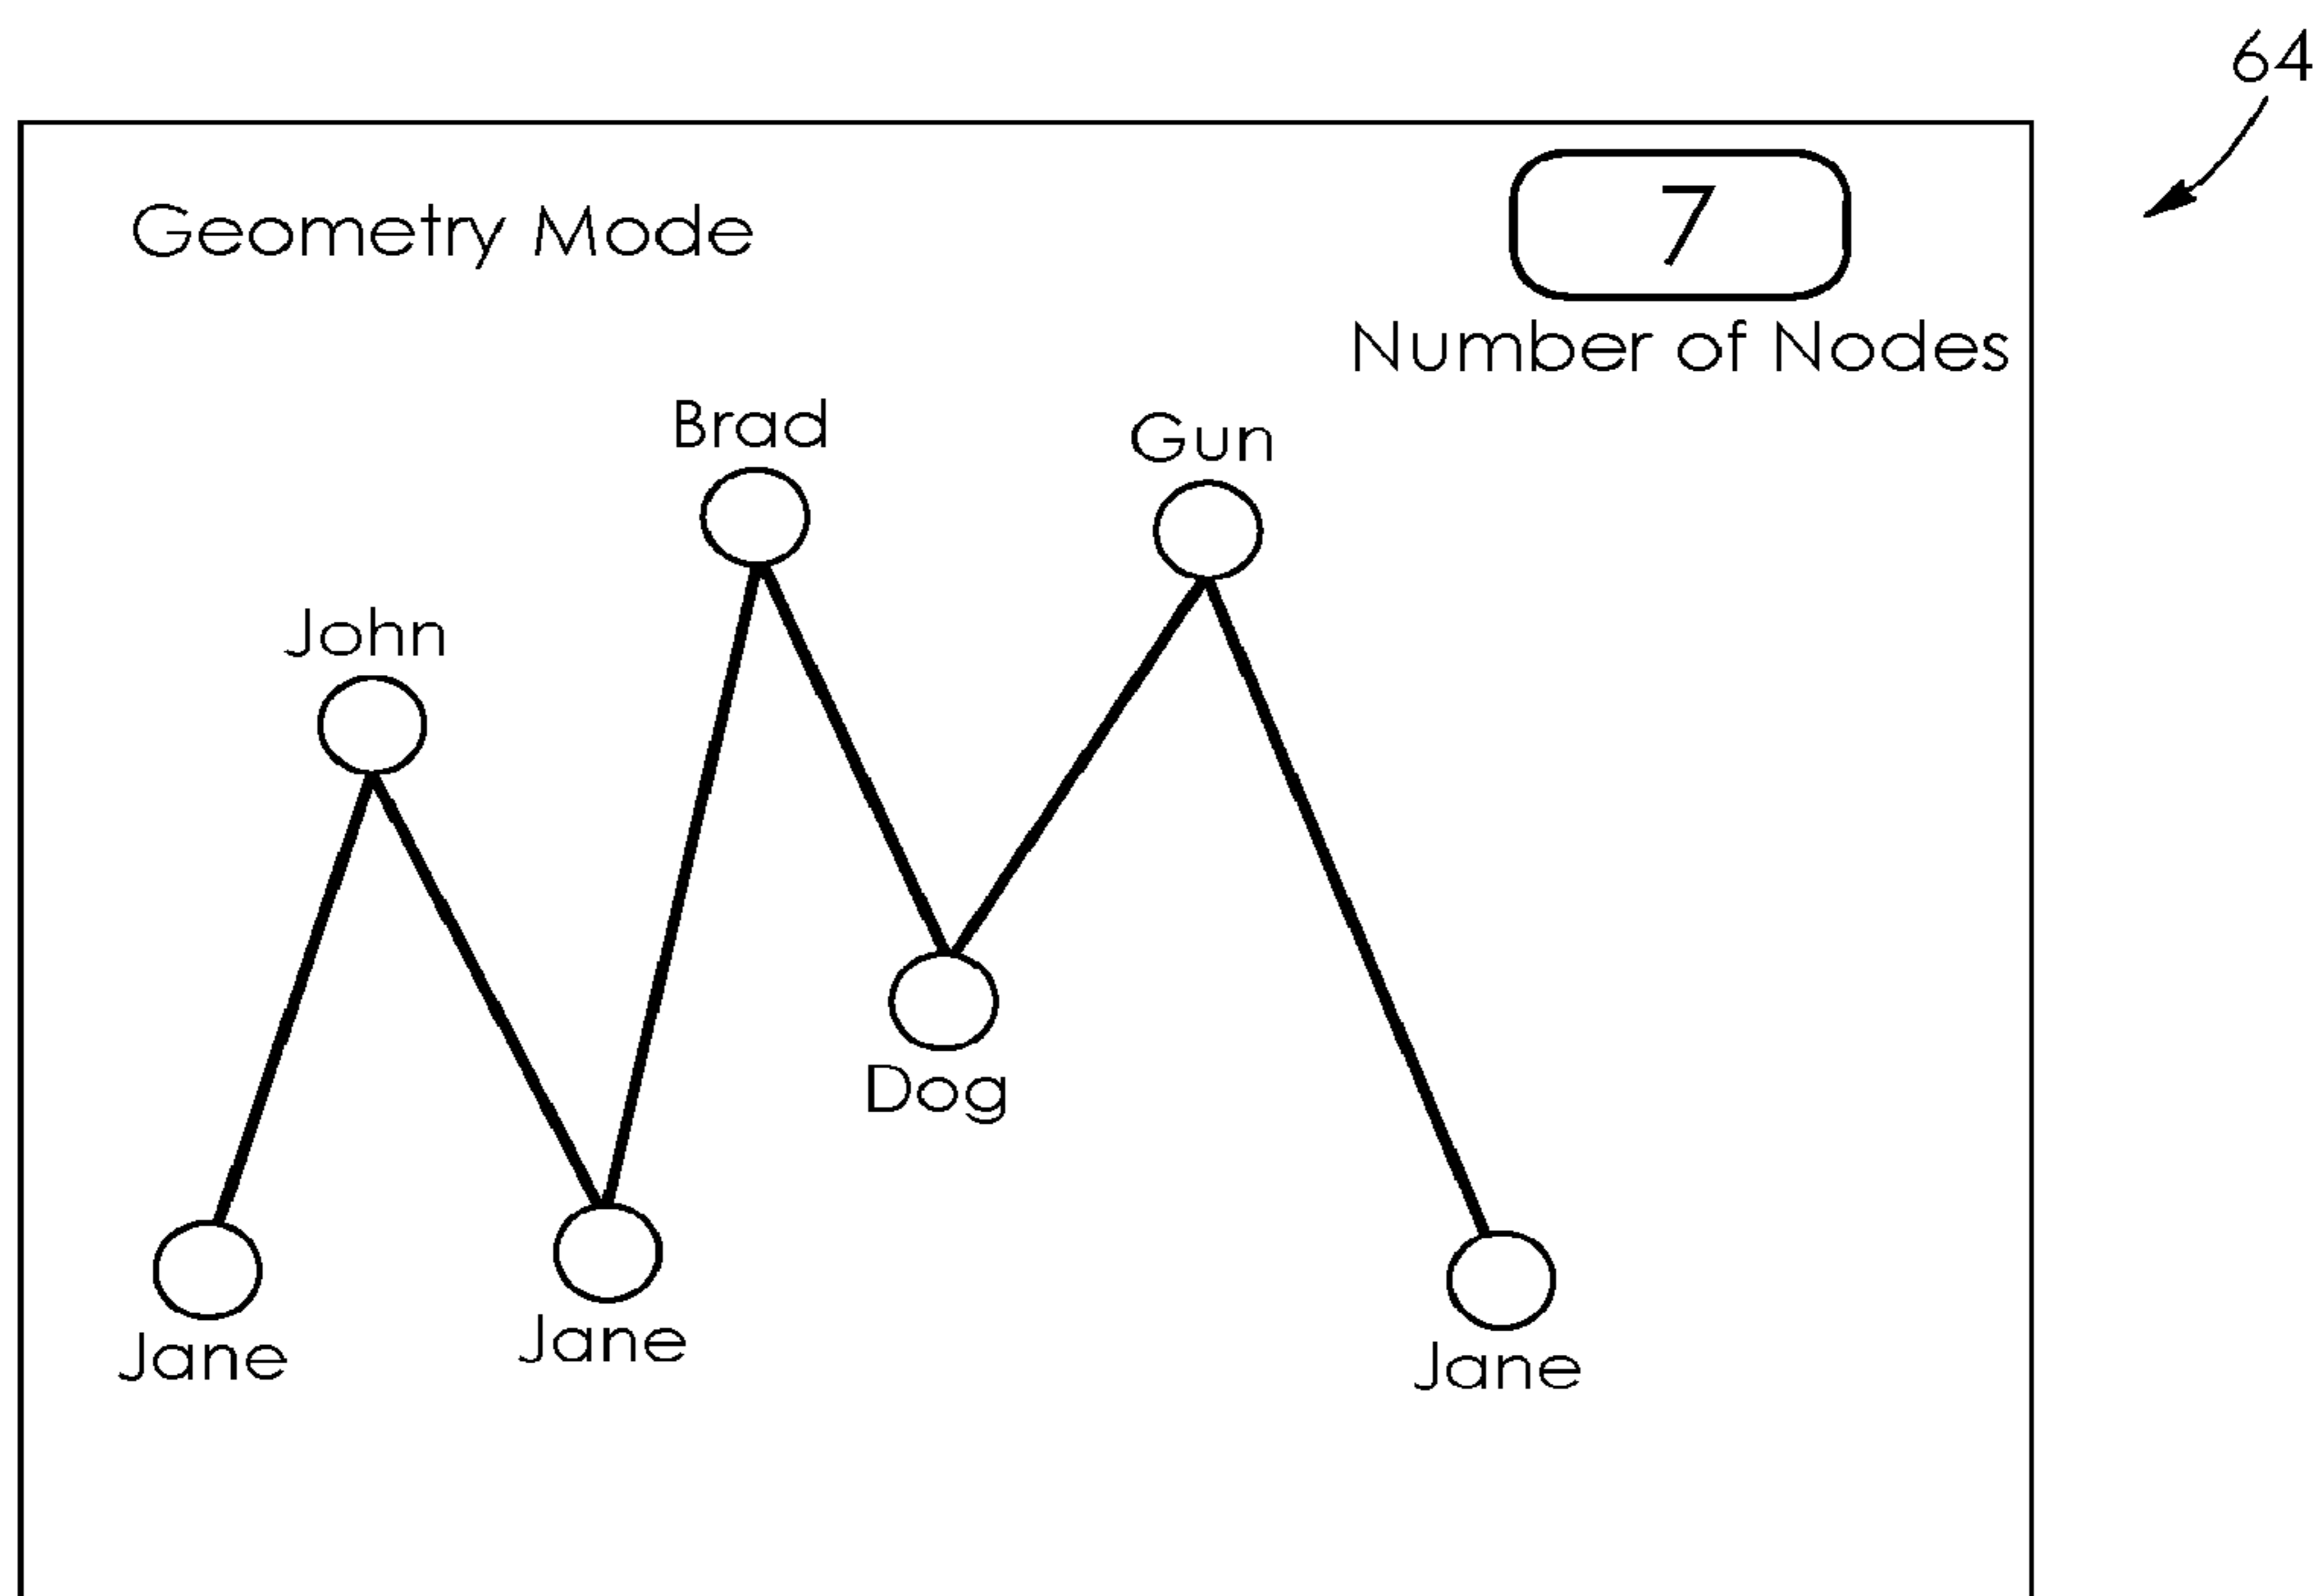 64
Geometry Mode
7
Number of Nodes
Brad
Gun
John
Dog
Jane
Jane
Jane